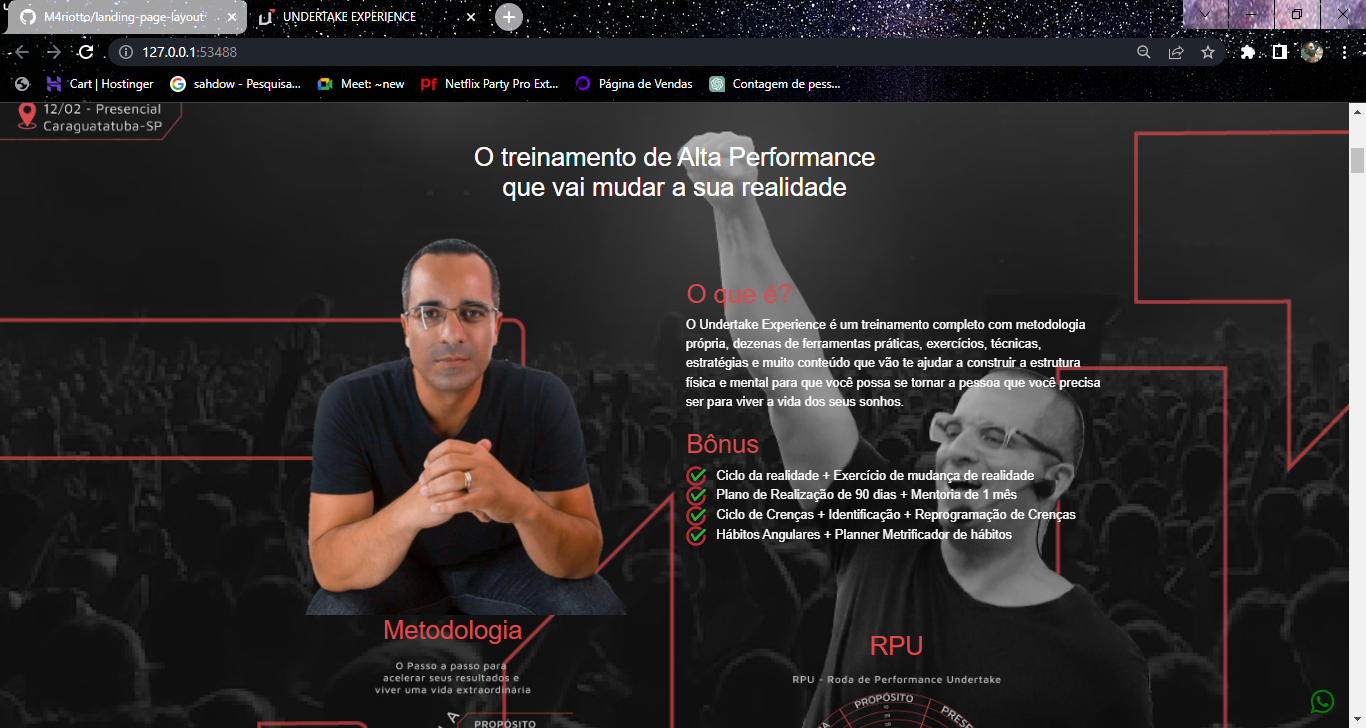 M4riottp/landing-page-layout
UNDERTAKE EXPERIENCE
127.0.0.1:53488
Cart | Hostinger
sahdow - Pesquisa...
Meet: ~new
Netflix Party Pro Ext...
Página de Vendas
Contagem de pess...
12/02 - Presencial
Caraguatatuba-SP
O treinamento de Alta Performance
que vai mudar a sua realidade
O que é?
O Undertake Experience é um treinamento completo com metodologia
própria, dezenas de ferramentas práticas, exercícios, técnicas,
estratégias e muito conteúdo que vão te ajudar a construir a estrutura
física e mental para que você possa se tornar a pessoa que você precisa
ser para viver a vida dos seus sonhos.
Bônus
Ciclo da realidade + Exercício de mudança de realidade
Plano de Realização de 90 dias + Mentoria de 1 mês
Ciclo de Crenças + Identificação + Reprogramação de Crenças
Hábitos Angulares + Planner Metrificador de hábitos
Metodologia
O Passo a passo para
acelerar seus resultados e
viver uma vida extraordinária
PROPÓSITO
RPU
RPU - Roda de Performance Undertake
PROPÓSITO